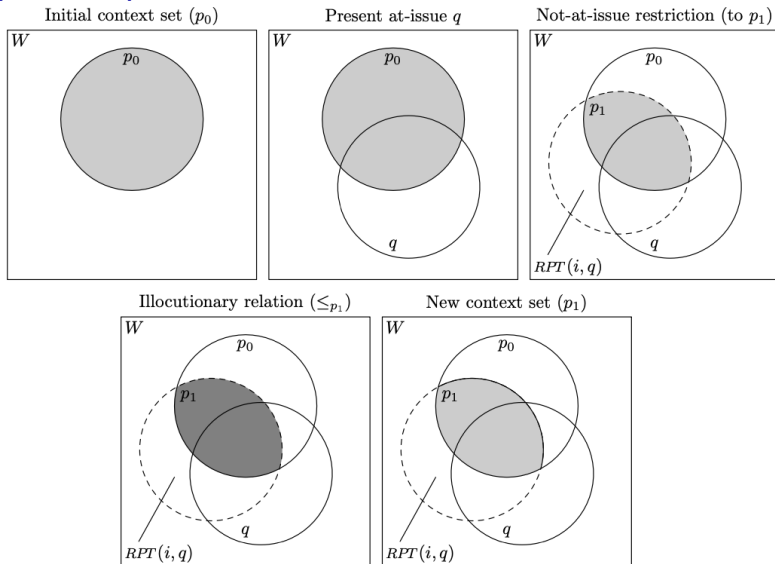 Initial context set (p₀)
W
p₀
Present at-issue q
W
p₀
q
Not-at-issue restriction (to p₁)
W
p₀
p₁
q
RPT(i, q)
Illocutionary relation (≤p₁)
W
p₀
p₁
q
RPT(i, q)
New context set (p₁)
W
p₀
p₁
q
RPT(i, q)